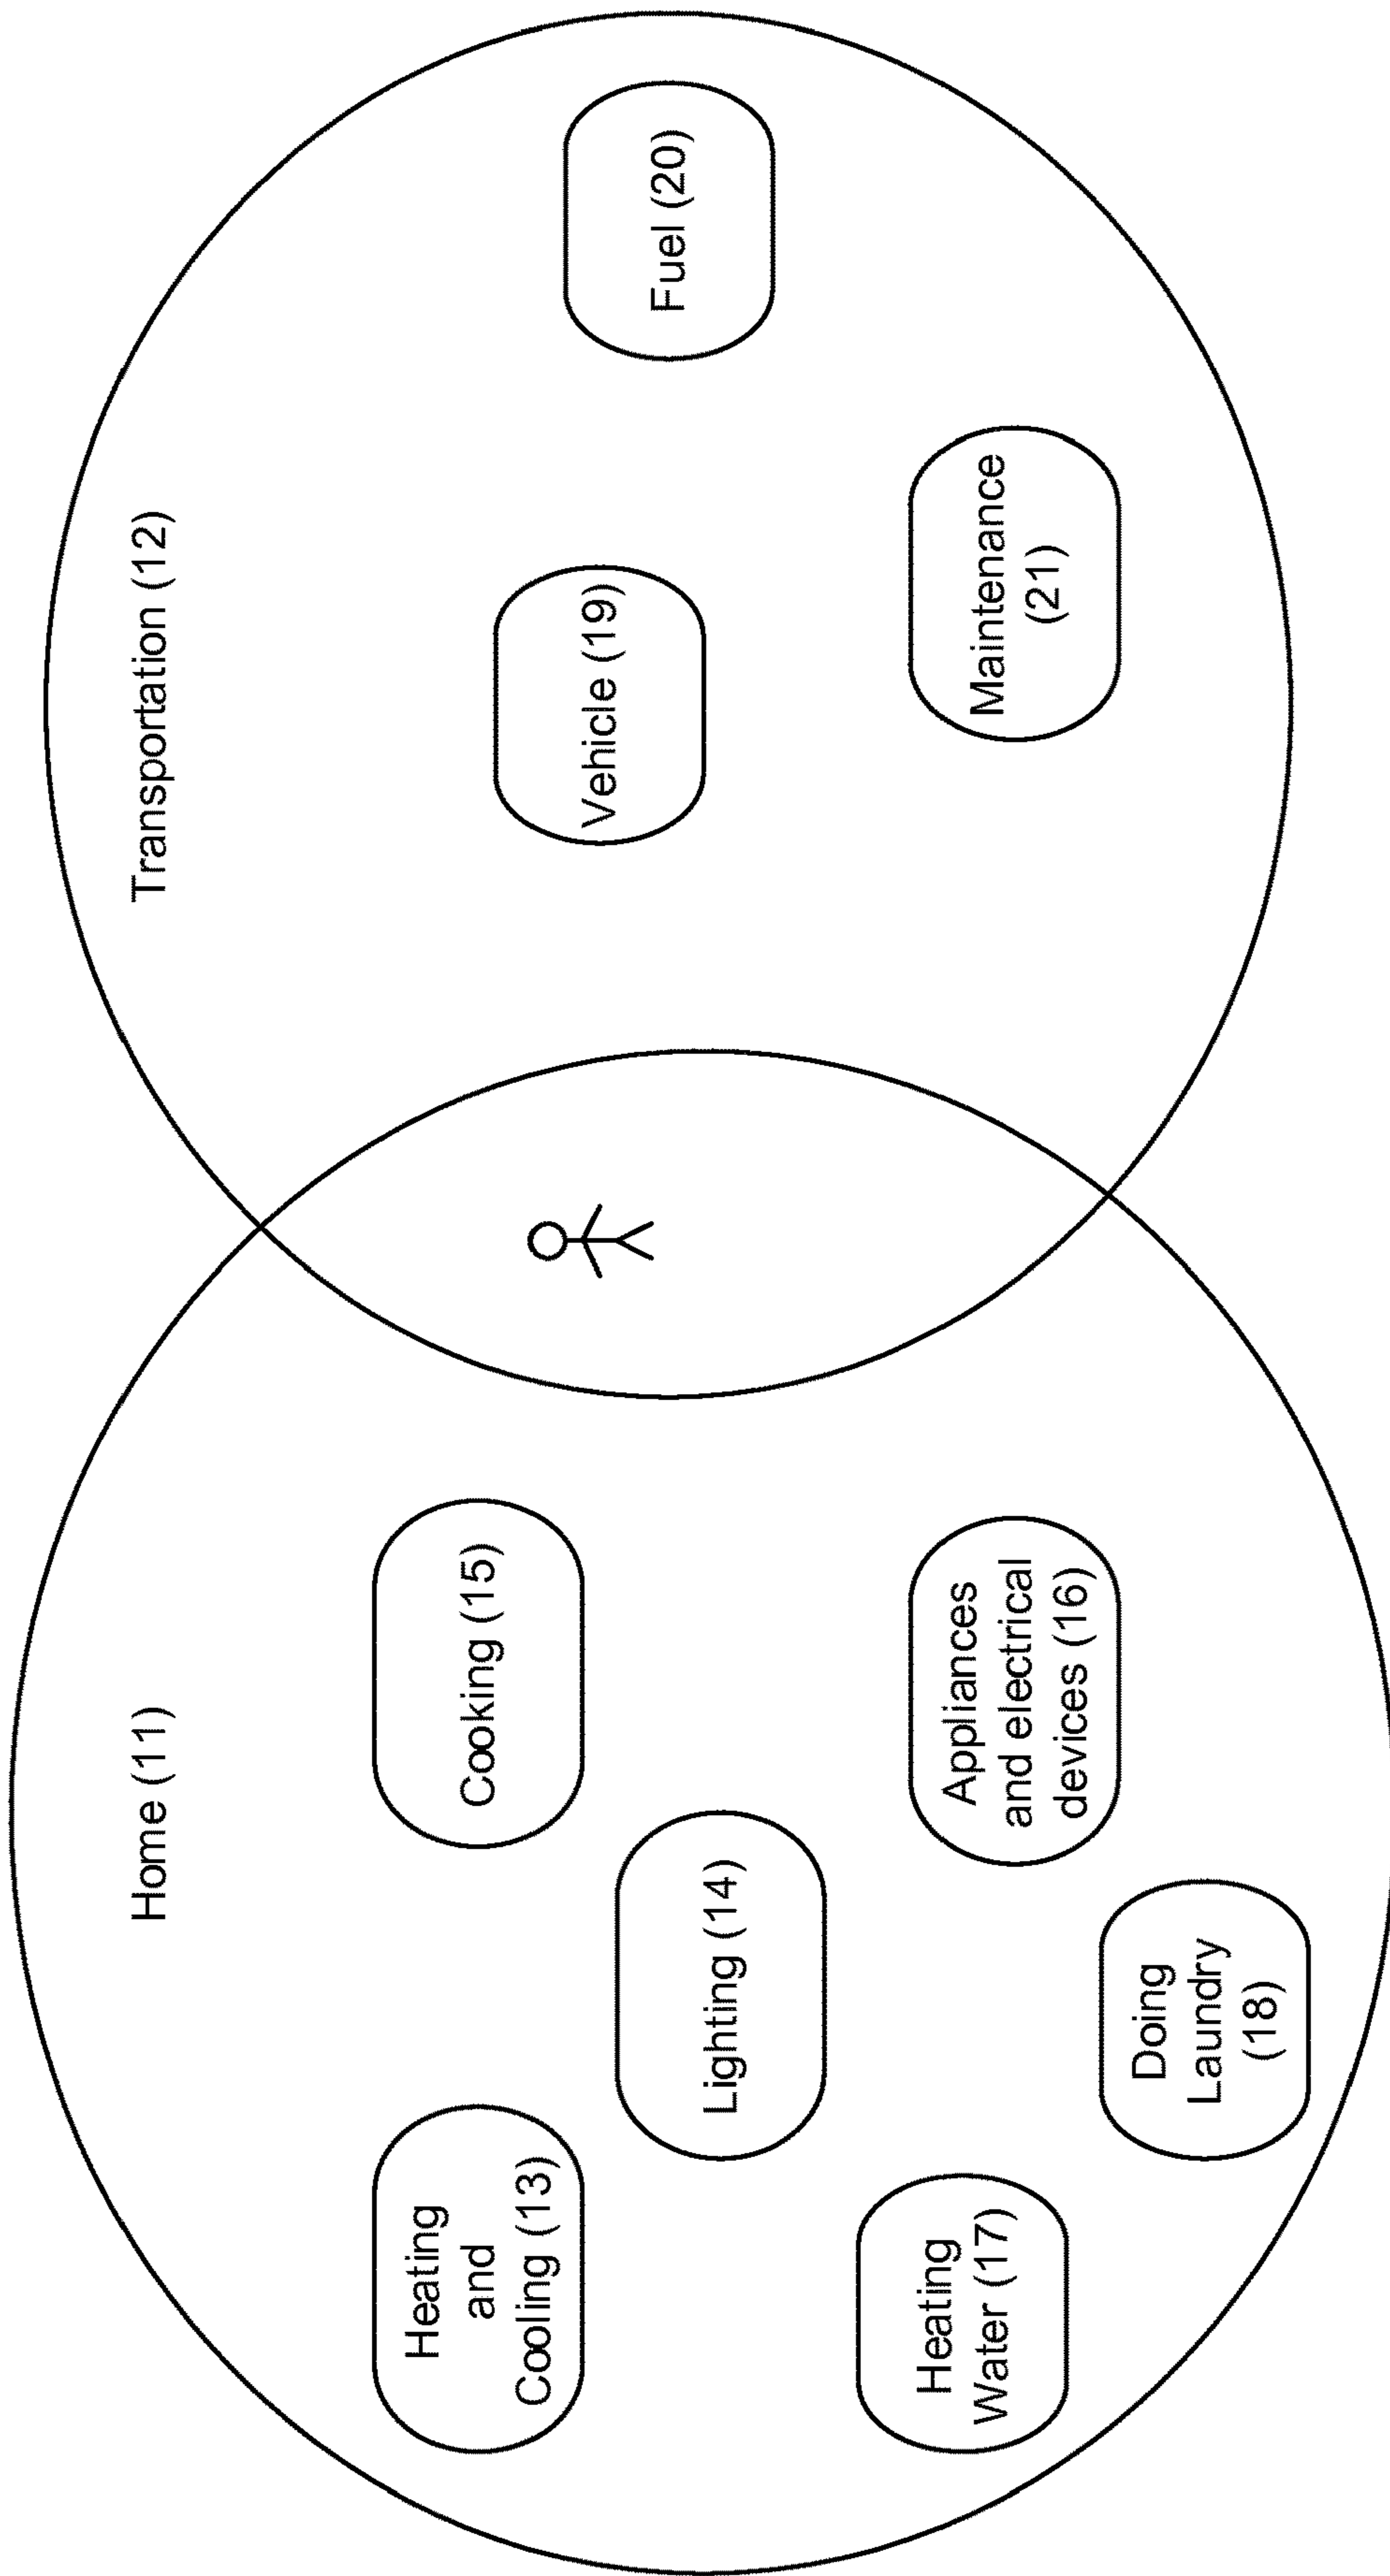 Home (11)
Heating
and
Cooling (13)
Cooking (15)
Lighting (14)
Heating
Water (17)
Appliances
and electrical
devices (16)
Doing
Laundry
(18)
Transportation (12)
Vehicle (19)
Fuel (20)
Maintenance
(21)